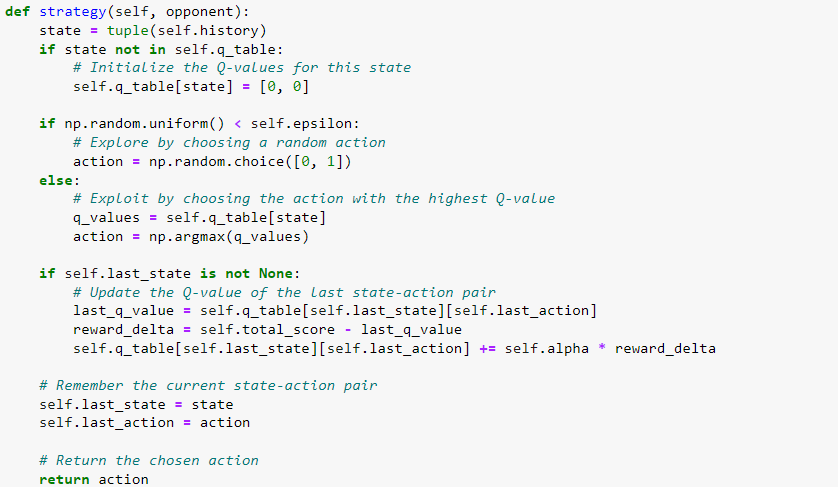 def strategy(self, opponent):
    state = tuple(self.history)
    if state not in self.q_table:
        # Initialize the Q-values for this state
        self.q_table[state] = [0, 0]

    if np.random.uniform() < self.epsilon:
        # Explore by choosing a random action
        action = np.random.choice([0, 1])
    else:
        # Exploit by choosing the action with the highest Q-value
        q_values = self.q_table[state]
        action = np.argmax(q_values)

    if self.last_state is not None:
        # Update the Q-value of the last state-action pair
        last_q_value = self.q_table[self.last_state][self.last_action]
        reward_delta = self.total_score - last_q_value
        self.q_table[self.last_state][self.last_action] += self.alpha * reward_delta

    # Remember the current state-action pair
    self.last_state = state
    self.last_action = action

    # Return the chosen action
    return action